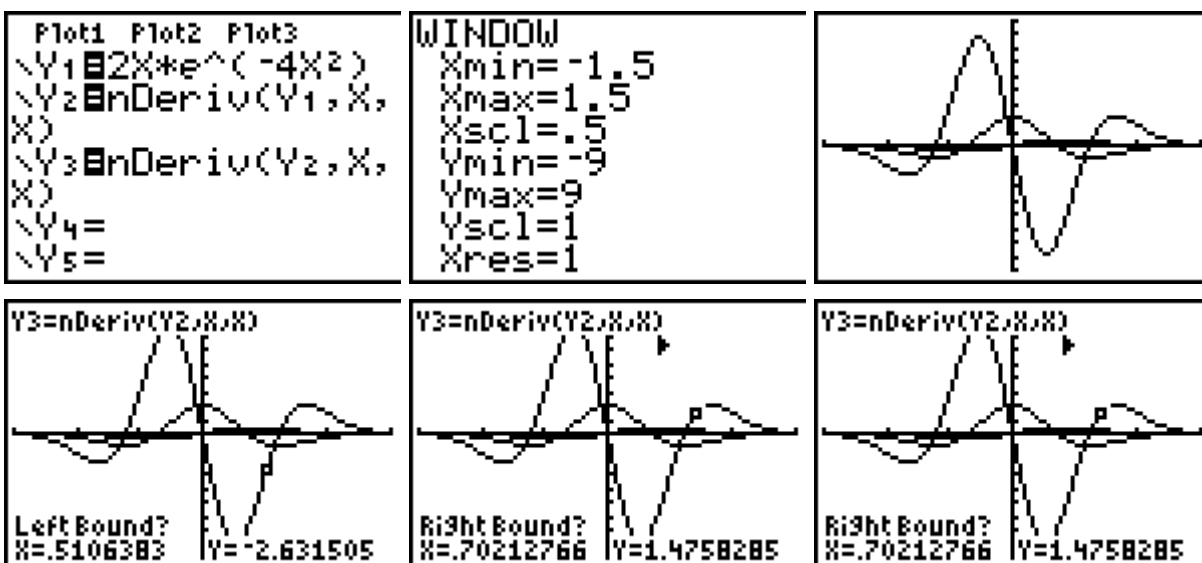 Plot1 Plot2 Plot3
\Y1=2X*e^(-4X²)
\Y2=nDeriv(Y1,X,
X)
\Y3=nDeriv(Y2,X,
X)
\Y4=
\Y5=
WINDOW
Xmin=-1.5
Xmax=1.5
Xscl=.5
Ymin=-9
Ymax=9
Yscl=1
Xres=1
Y3=nDeriv(Y2,X,X)
Left Bound?
X=.5106383 Y=-2.631505
Y3=nDeriv(Y2,X,X)
Right Bound?
X=.70212766 Y=1.4758285
Y3=nDeriv(Y2,X,X)
Right Bound?
X=.70212766 Y=1.4758285